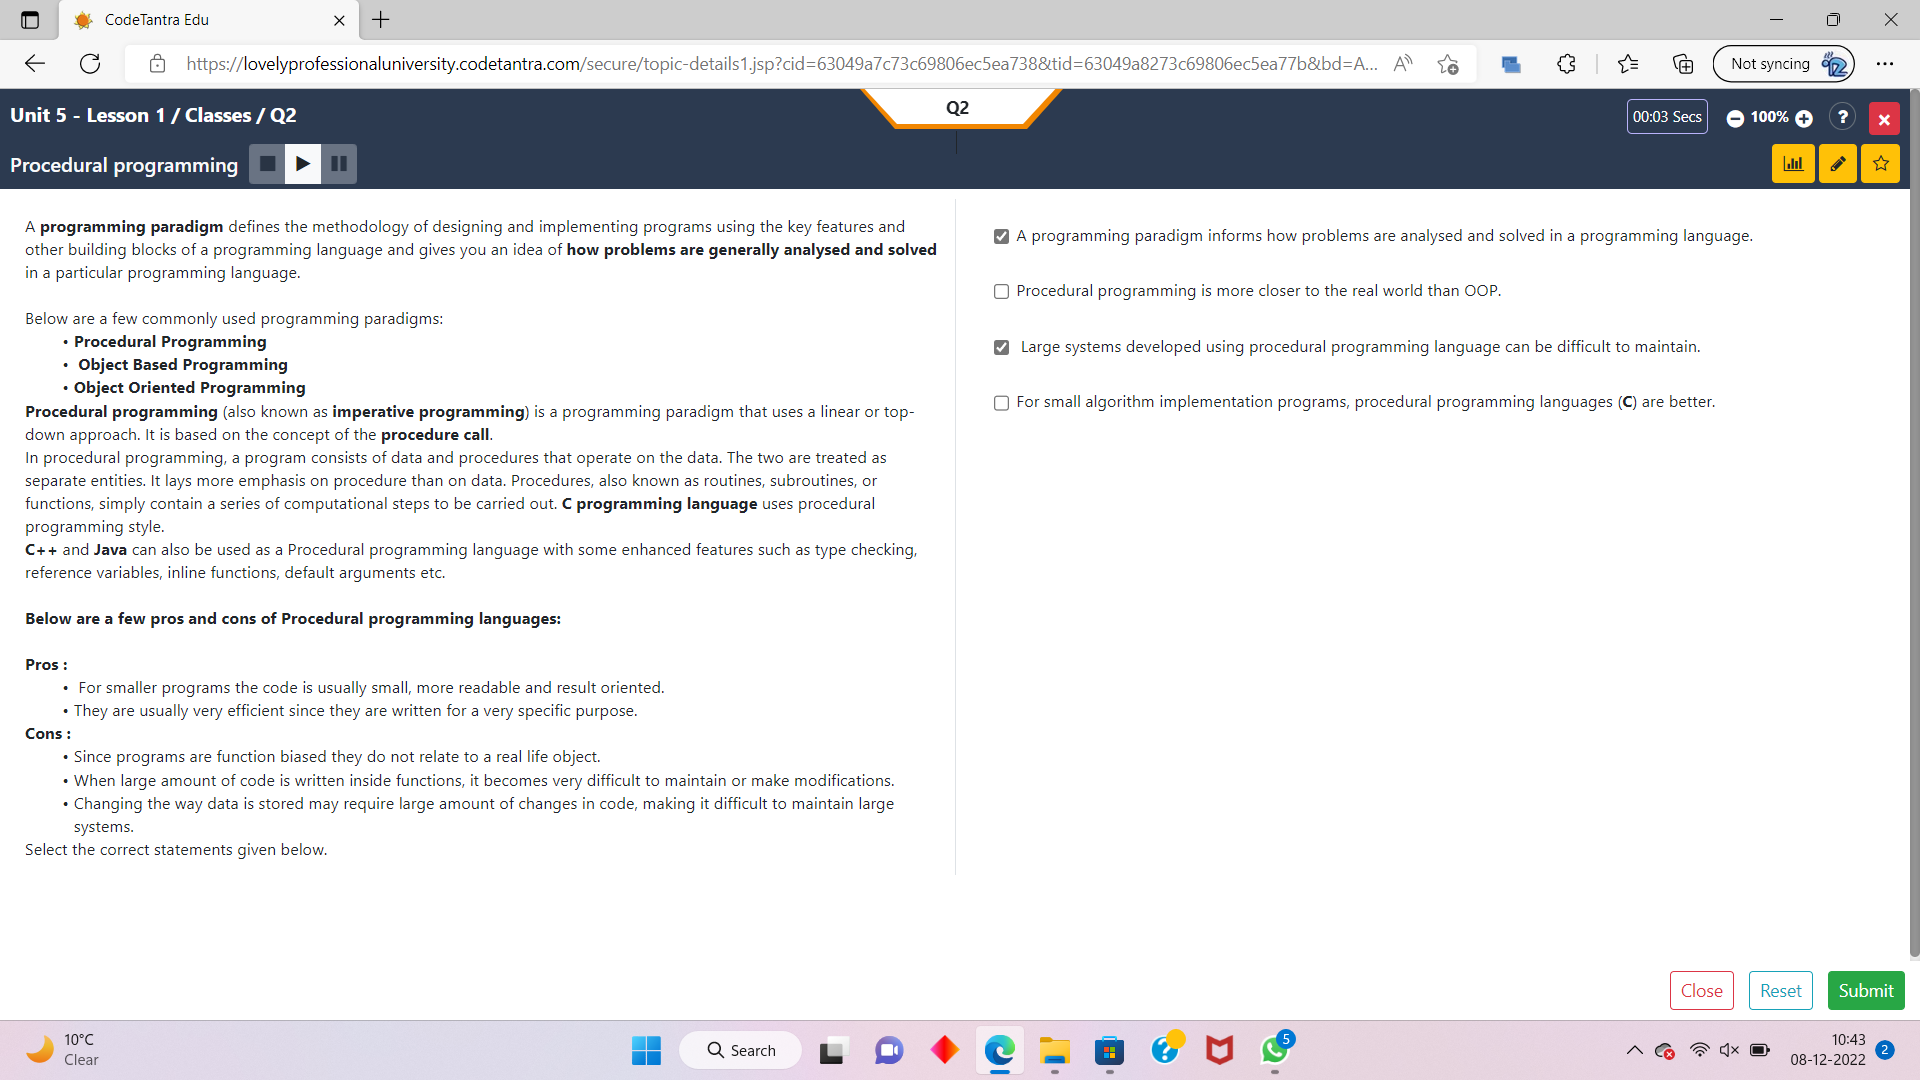 CodeTantra Edu
https://lovelyprofessionaluniversity.codetantra.com/secure/topic-details1.jsp?cid=63049a7c73c69806ec5ea738&tid=63049a8273c69806ec5ea77b&bd=A...
Not syncing
Unit 5 - Lesson 1 / Classes / Q2
Q2
00:03 Secs
100%
?
Procedural programming
A programming paradigm defines the methodology of designing and implementing programs using the key features and
other building blocks of a programming language and gives you an idea of how problems are generally analysed and solved
in a particular programming language.
Below are a few commonly used programming paradigms:
• Procedural Programming
• Object Based Programming
• Object Oriented Programming
Procedural programming (also known as imperative programming) is a programming paradigm that uses a linear or top-
down approach. It is based on the concept of the procedure call.
In procedural programming, a program consists of data and procedures that operate on the data. The two are treated as
separate entities. It lays more emphasis on procedure than on data. Procedures, also known as routines, subroutines, or
functions, simply contain a series of computational steps to be carried out. C programming language uses procedural
programming style.
C++ and Java can also be used as a Procedural programming language with some enhanced features such as type checking,
reference variables, inline functions, default arguments etc.
Below are a few pros and cons of Procedural programming languages:
Pros :
• For smaller programs the code is usually small, more readable and result oriented.
• They are usually very efficient since they are written for a very specific purpose.
Cons :
• Since programs are function biased they do not relate to a real life object.
• When large amount of code is written inside functions, it becomes very difficult to maintain or make modifications.
• Changing the way data is stored may require large amount of changes in code, making it difficult to maintain large
systems.
Select the correct statements given below.
A programming paradigm informs how problems are analysed and solved in a programming language.
Procedural programming is more closer to the real world than OOP.
Large systems developed using procedural programming language can be difficult to maintain.
For small algorithm implementation programs, procedural programming languages (C) are better.
Close
Reset
Submit
10°C
Clear
Search
5
10:43
08-12-2022
2